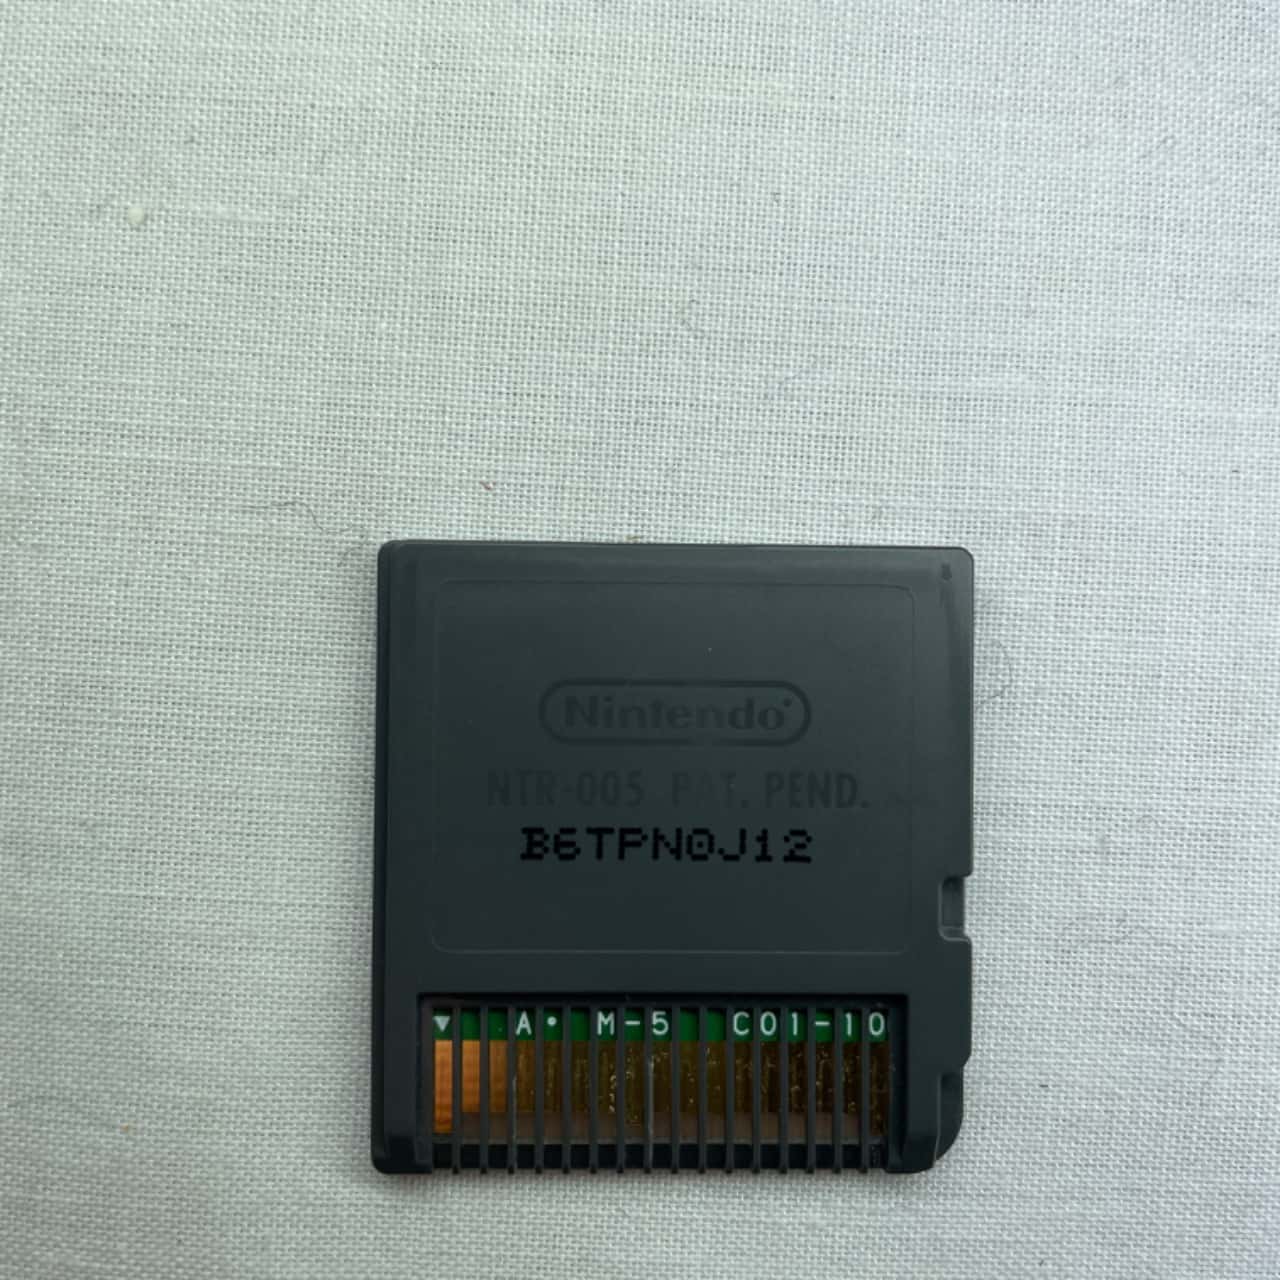 Nintendo®
NTR-005 PAT. PEND.
B6TPN0J12
▼ A• M-5 C01-10